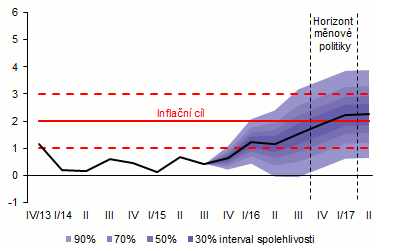 6
5
4
3
2
1
0
-1
Horizont
měnové
politiky
Inflační cíl
IV/13 I/14 II III IV I/15 II III IV I/16 II III IV I/17 II
90% 70% 50% 30% interval spolehlivosti